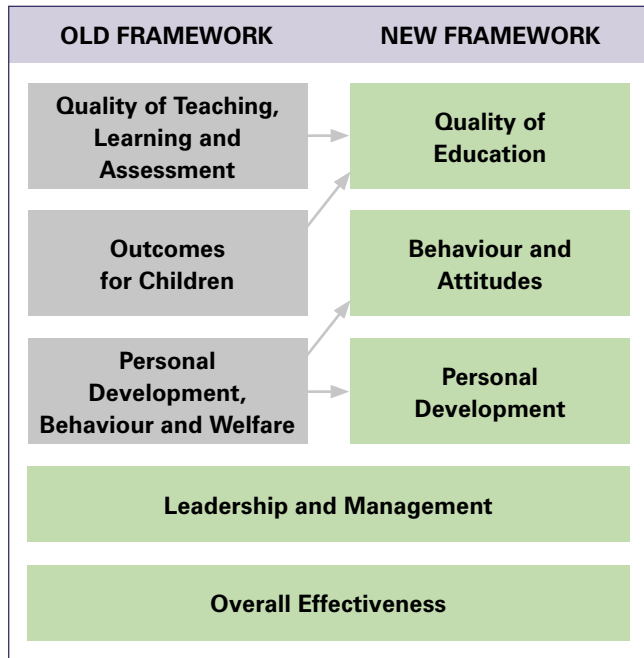 OLD FRAMEWORK
NEW FRAMEWORK
Quality of Teaching,
Learning and
Assessment
Quality of
Education
Outcomes
for Children
Behaviour and
Attitudes
Personal
Development,
Behaviour and Welfare
Personal
Development
Leadership and Management
Overall Effectiveness